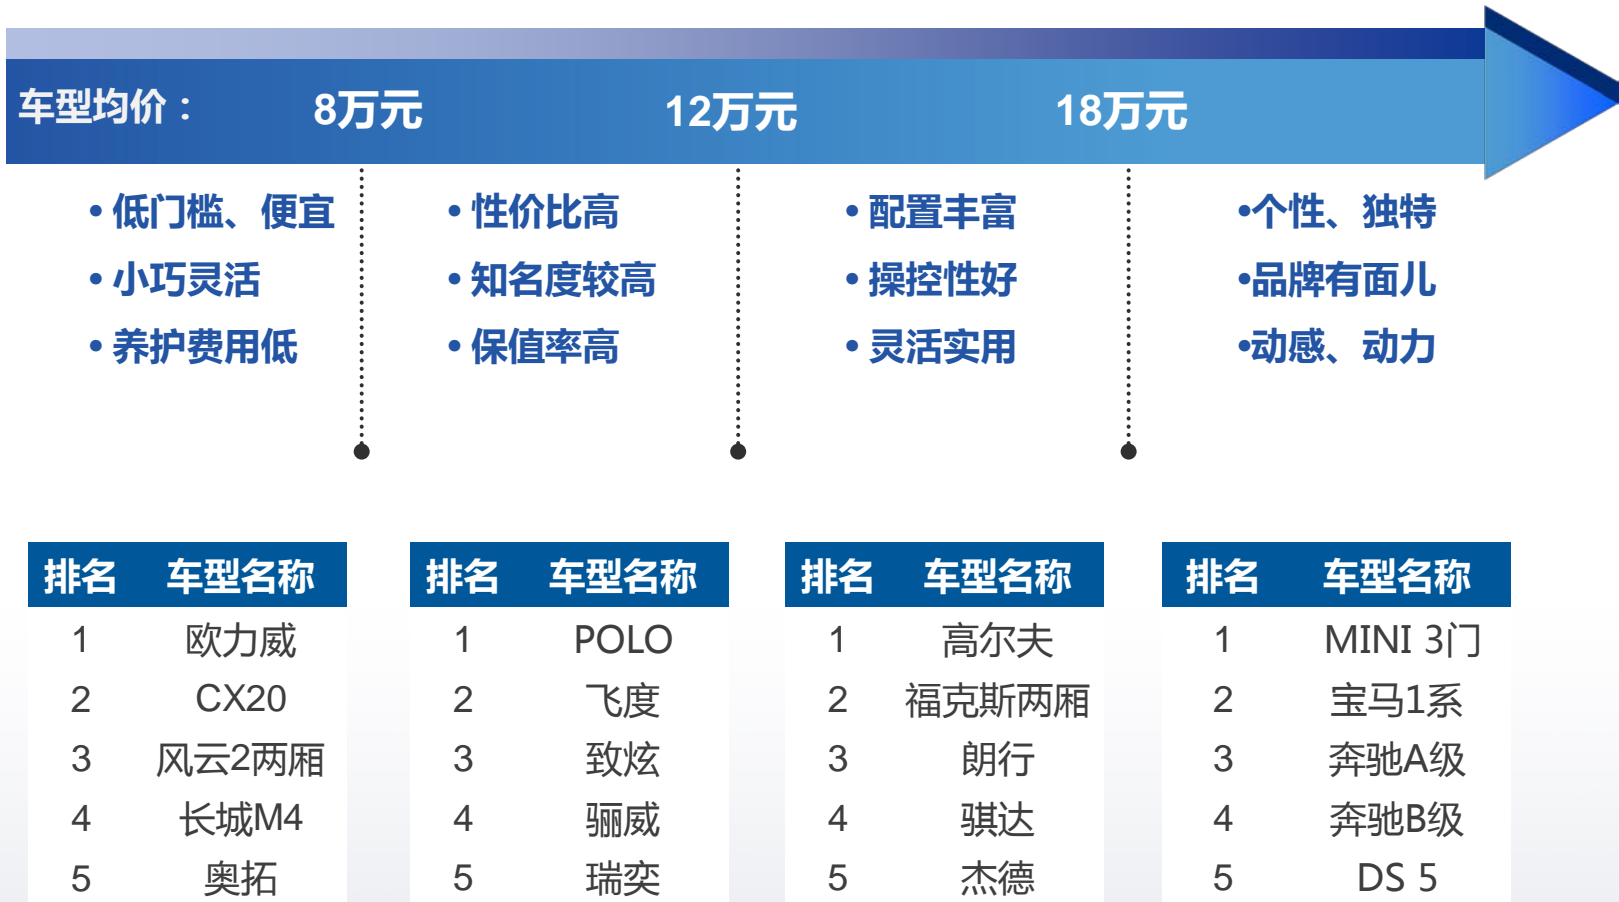 车型均价： 8万元 12万元 18万元
• 低门槛、便宜 • 性价比高 • 配置丰富 •个性、独特
• 小巧灵活 • 知名度较高 • 操控性好 •品牌有面儿
• 养护费用低 • 保值率高 • 灵活实用 •动感、动力
排名 车型名称 排名 车型名称 排名 车型名称 排名 车型名称
1 欧力威 1 POLO 1 高尔夫 1 MINI 3门
2 CX20 2 飞度 2 福克斯两厢 2 宝马1系
3 风云2两厢 3 致炫 3 朗行 3 奔驰A级
4 长城M4 4 骊威 4 骐达 4 奔驰B级
5 奥拓 5 瑞奕 5 杰德 5 DS 5